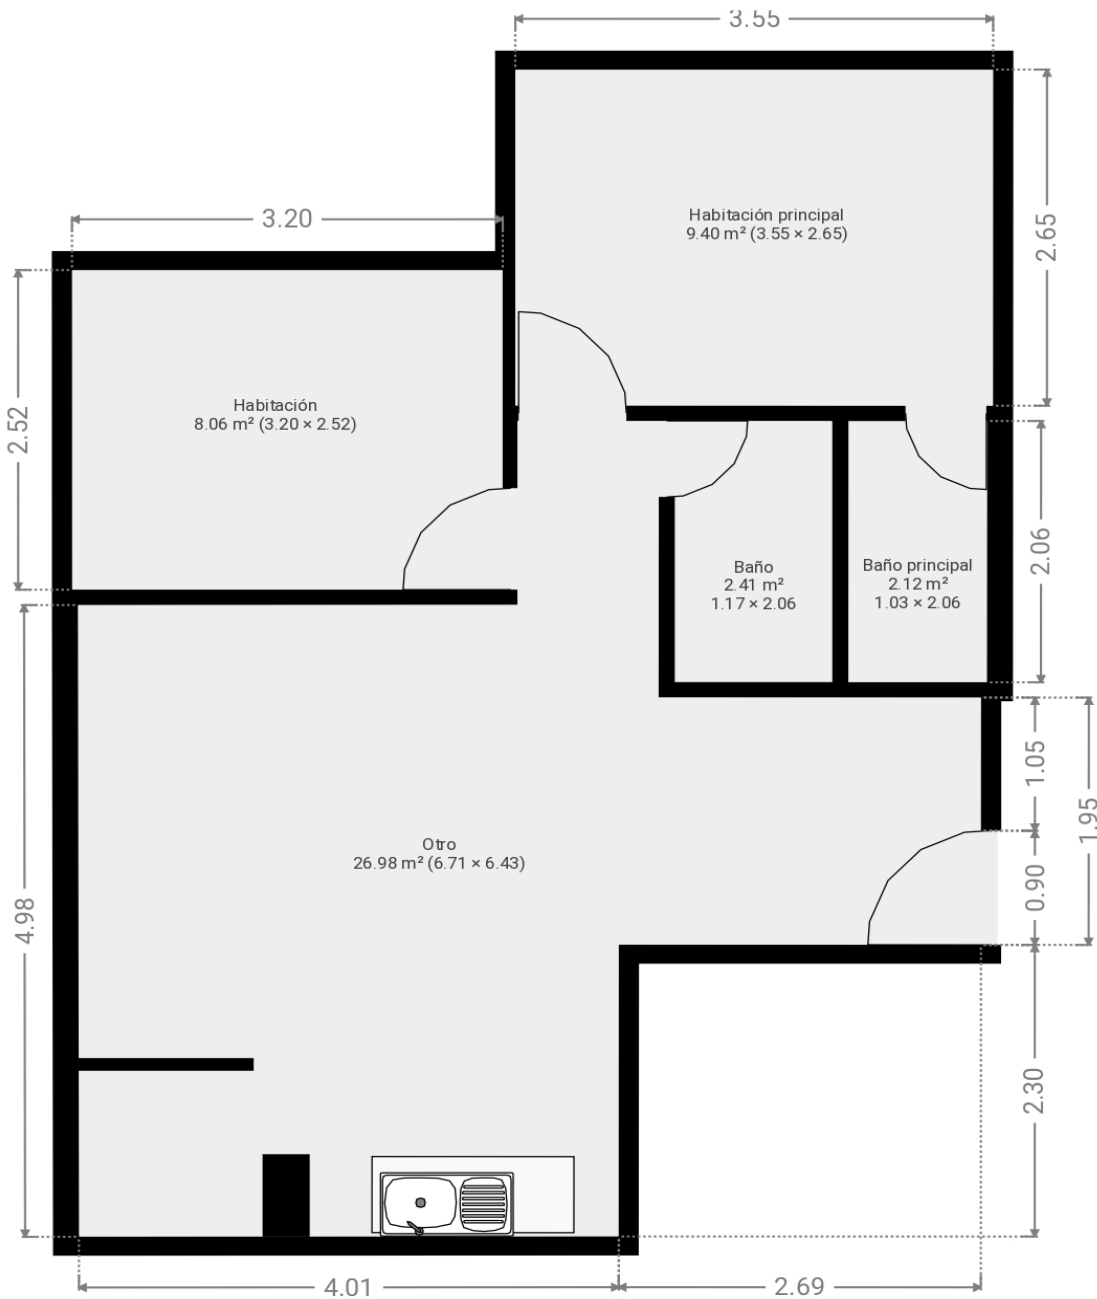 3.55
3.20
2.65
Habitación principal
9.40 m² (3.55 × 2.65)
2.52
Habitación
8.06 m² (3.20 × 2.52)
2.06
Baño
2.41 m²
1.17 × 2.06
Baño principal
2.12 m²
1.03 × 2.06
1.05
1.95
Otro
26.98 m² (6.71 × 6.43)
0.90
4.98
2.30
4.01
2.69